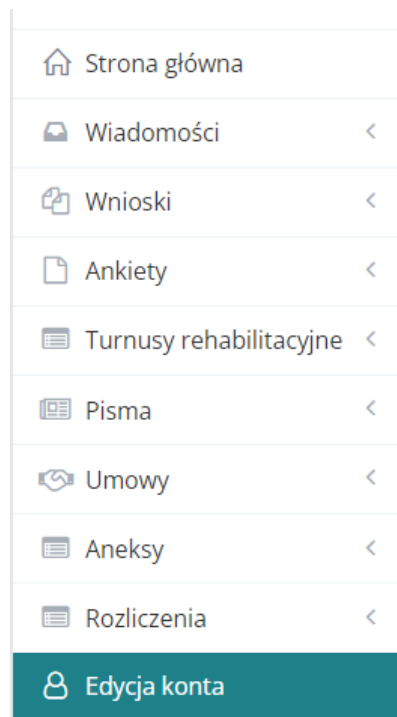 Strona główna
Wiadomości
Wnioski
Ankiety
Turnusy rehabilitacyjne
Pisma
Umowy
Aneksy
Rozliczenia
Edycja konta